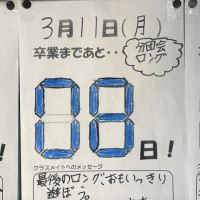 3月11日(月)
卒業まであと・・
分団会
ロング
08
日!
クラスメイトへのメッセージ
最後のロング、おもいっきり
遊ぼう。